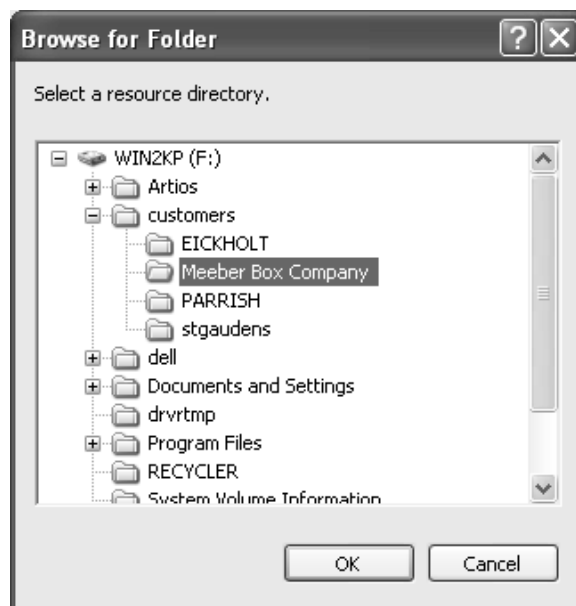 Browse for Folder
Select a resource directory.
WIN2KP (F:)
Artios
customers
EICKHOLT
Meeber Box Company
PARRISH
stgaudens
dell
Documents and Settings
drvrtmp
Program Files
RECYCLER
System Volume Information
OK Cancel